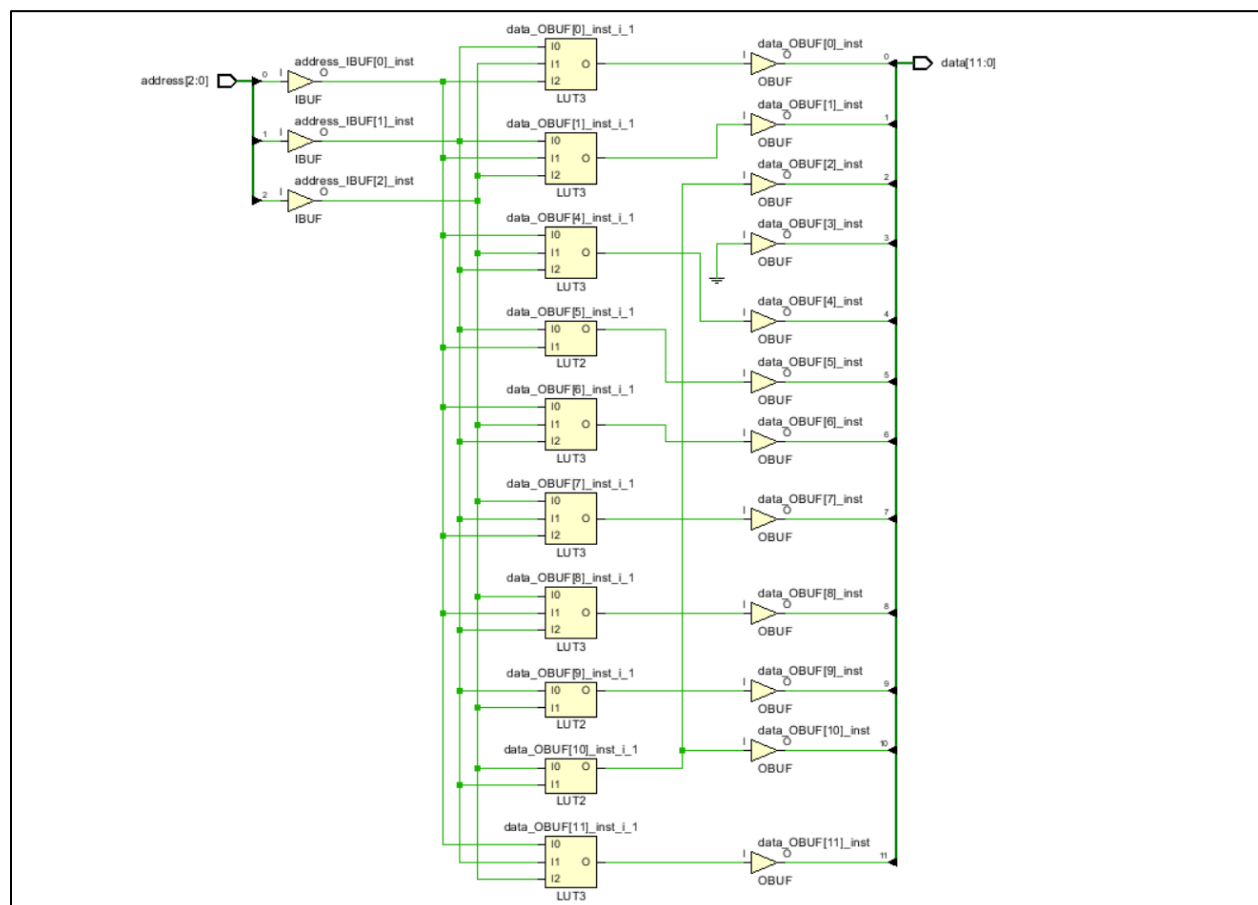 address[2:0]
0
I
address_IBUF[0]_inst
O
IBUF
1
I
address_IBUF[1]_inst
O
IBUF
2
I
address_IBUF[2]_inst
O
IBUF
data_OBUF[0]_inst_i_1
I0
I1
I2
O
LUT3
data_OBUF[1]_inst_i_1
I0
I1
I2
O
LUT3
data_OBUF[4]_inst_i_1
I0
I1
I2
O
LUT3
data_OBUF[5]_inst_i_1
I0
I1
O
LUT2
data_OBUF[6]_inst_i_1
I0
I1
I2
O
LUT3
data_OBUF[7]_inst_i_1
I0
I1
I2
O
LUT3
data_OBUF[8]_inst_i_1
I0
I1
I2
O
LUT3
data_OBUF[9]_inst_i_1
I0
I1
O
LUT2
data_OBUF[10]_inst_i_1
I0
I1
O
LUT2
data_OBUF[11]_inst_i_1
I0
I1
I2
O
LUT3
data_OBUF[0]_inst
I
O
OBUF
0
data_OBUF[1]_inst
I
O
OBUF
1
data_OBUF[2]_inst
I
O
OBUF
2
data_OBUF[3]_inst
I
O
OBUF
3
data_OBUF[4]_inst
I
O
OBUF
4
data_OBUF[5]_inst
I
O
OBUF
5
data_OBUF[6]_inst
I
O
OBUF
6
data_OBUF[7]_inst
I
O
OBUF
7
data_OBUF[8]_inst
I
O
OBUF
8
data_OBUF[9]_inst
I
O
OBUF
9
data_OBUF[10]_inst
I
O
OBUF
10
data_OBUF[11]_inst
I
O
OBUF
11
data[11:0]